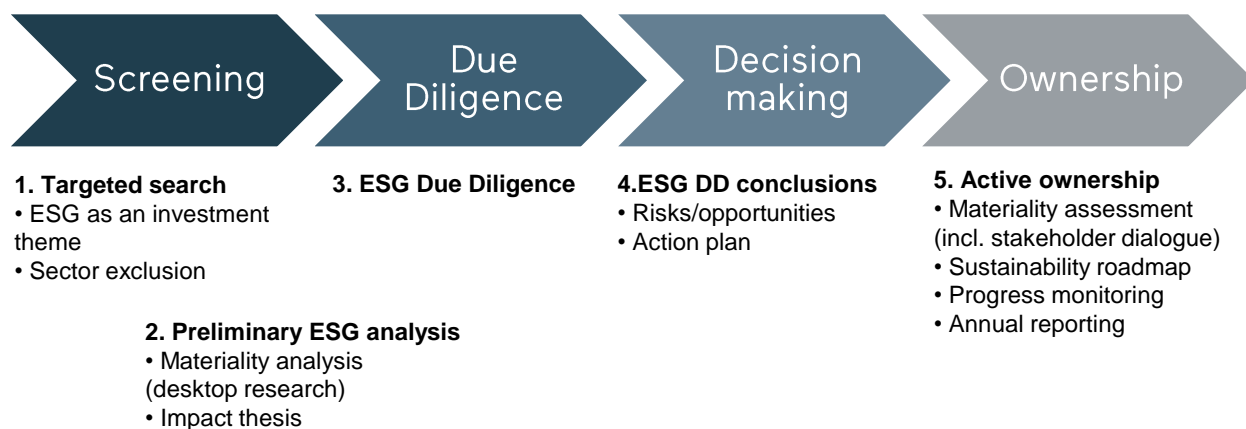 Screening
Due
Diligence
Decision
making
Ownership
1. Targeted search
• ESG as an investment
theme
• Sector exclusion
2. Preliminary ESG analysis
• Materiality analysis
(desktop research)
• Impact thesis
3. ESG Due Diligence
4.ESG DD conclusions
• Risks/opportunities
• Action plan
5. Active ownership
• Materiality assessment
(incl. stakeholder dialogue)
• Sustainability roadmap
• Progress monitoring
• Annual reporting